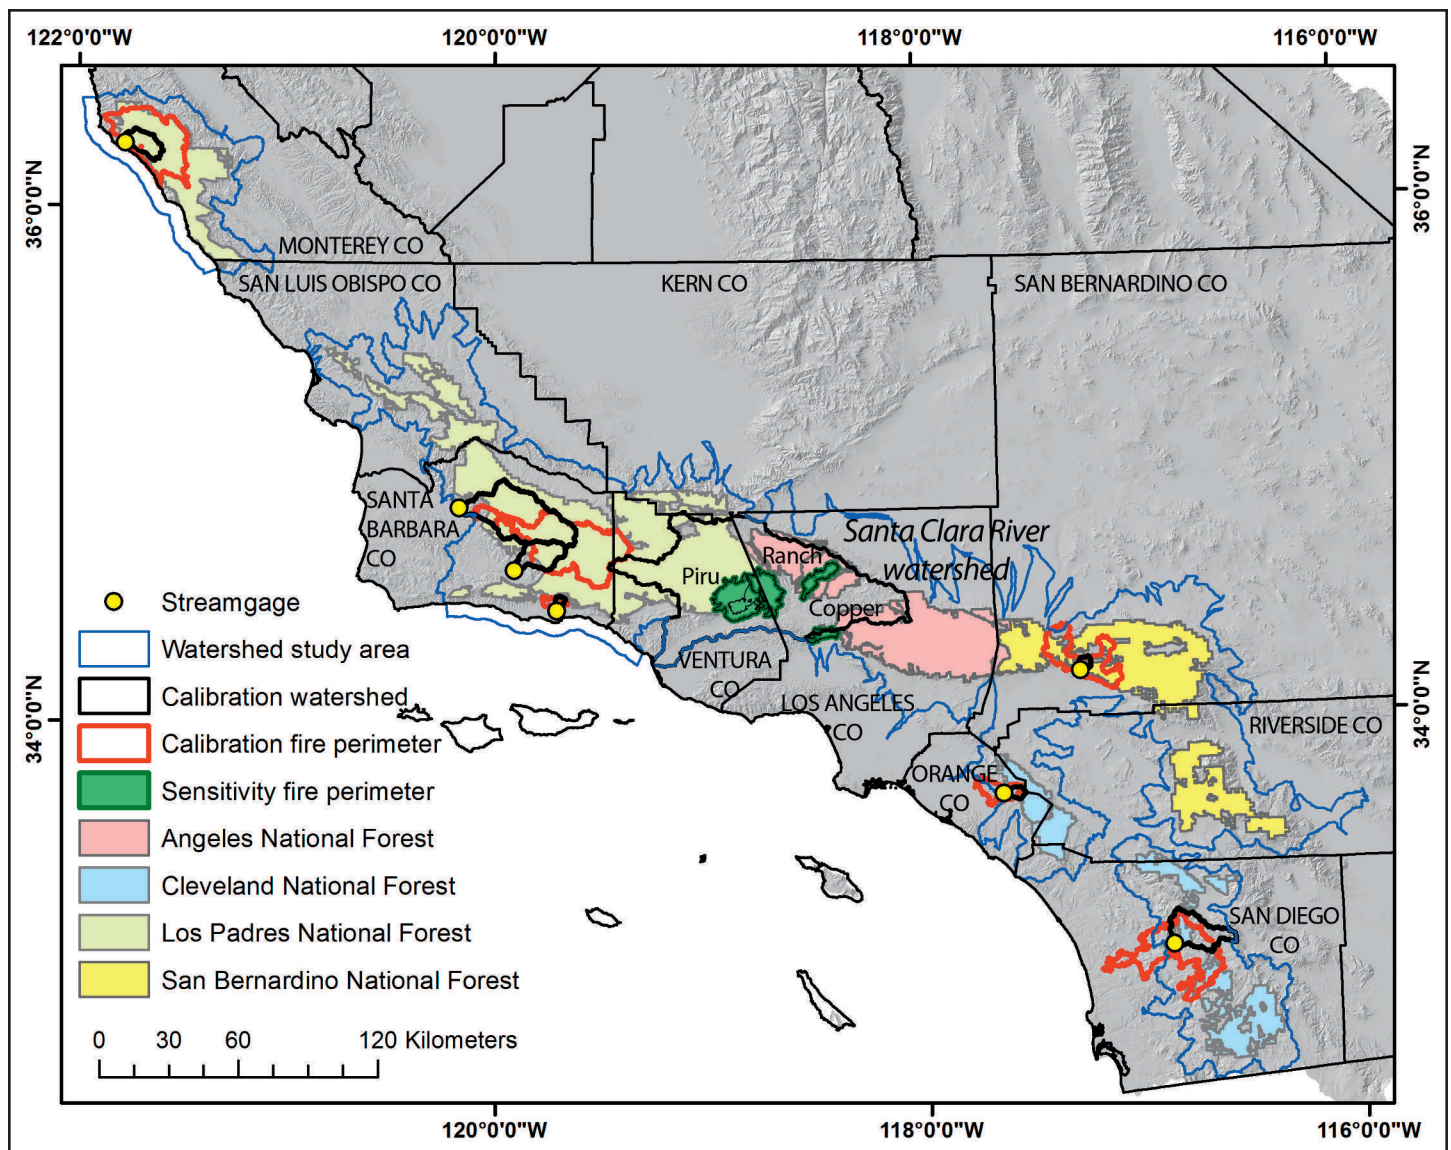 122°0'0"W
120°0'0"W
118°0'0"W
116°0'0"W
36°0'0"N
36°0'0"N
MONTEREY CO
SAN LUIS OBISPO CO
KERN CO
SAN BERNARDINO CO
SANTA
BARBARA
CO
Santa Clara River
watershed
Ranch
Piru
Copper
VENTURA
CO
LOS ANGELES
CO
34°0'0"N
34°0'0"N
RIVERSIDE CO
ORANGE
CO
SAN DIEGO
CO
Streamgage
Watershed study area
Calibration watershed
Calibration fire perimeter
Sensitivity fire perimeter
Angeles National Forest
Cleveland National Forest
Los Padres National Forest
San Bernardino National Forest
0 30 60 120 Kilometers
120°0'0"W
118°0'0"W
116°0'0"W